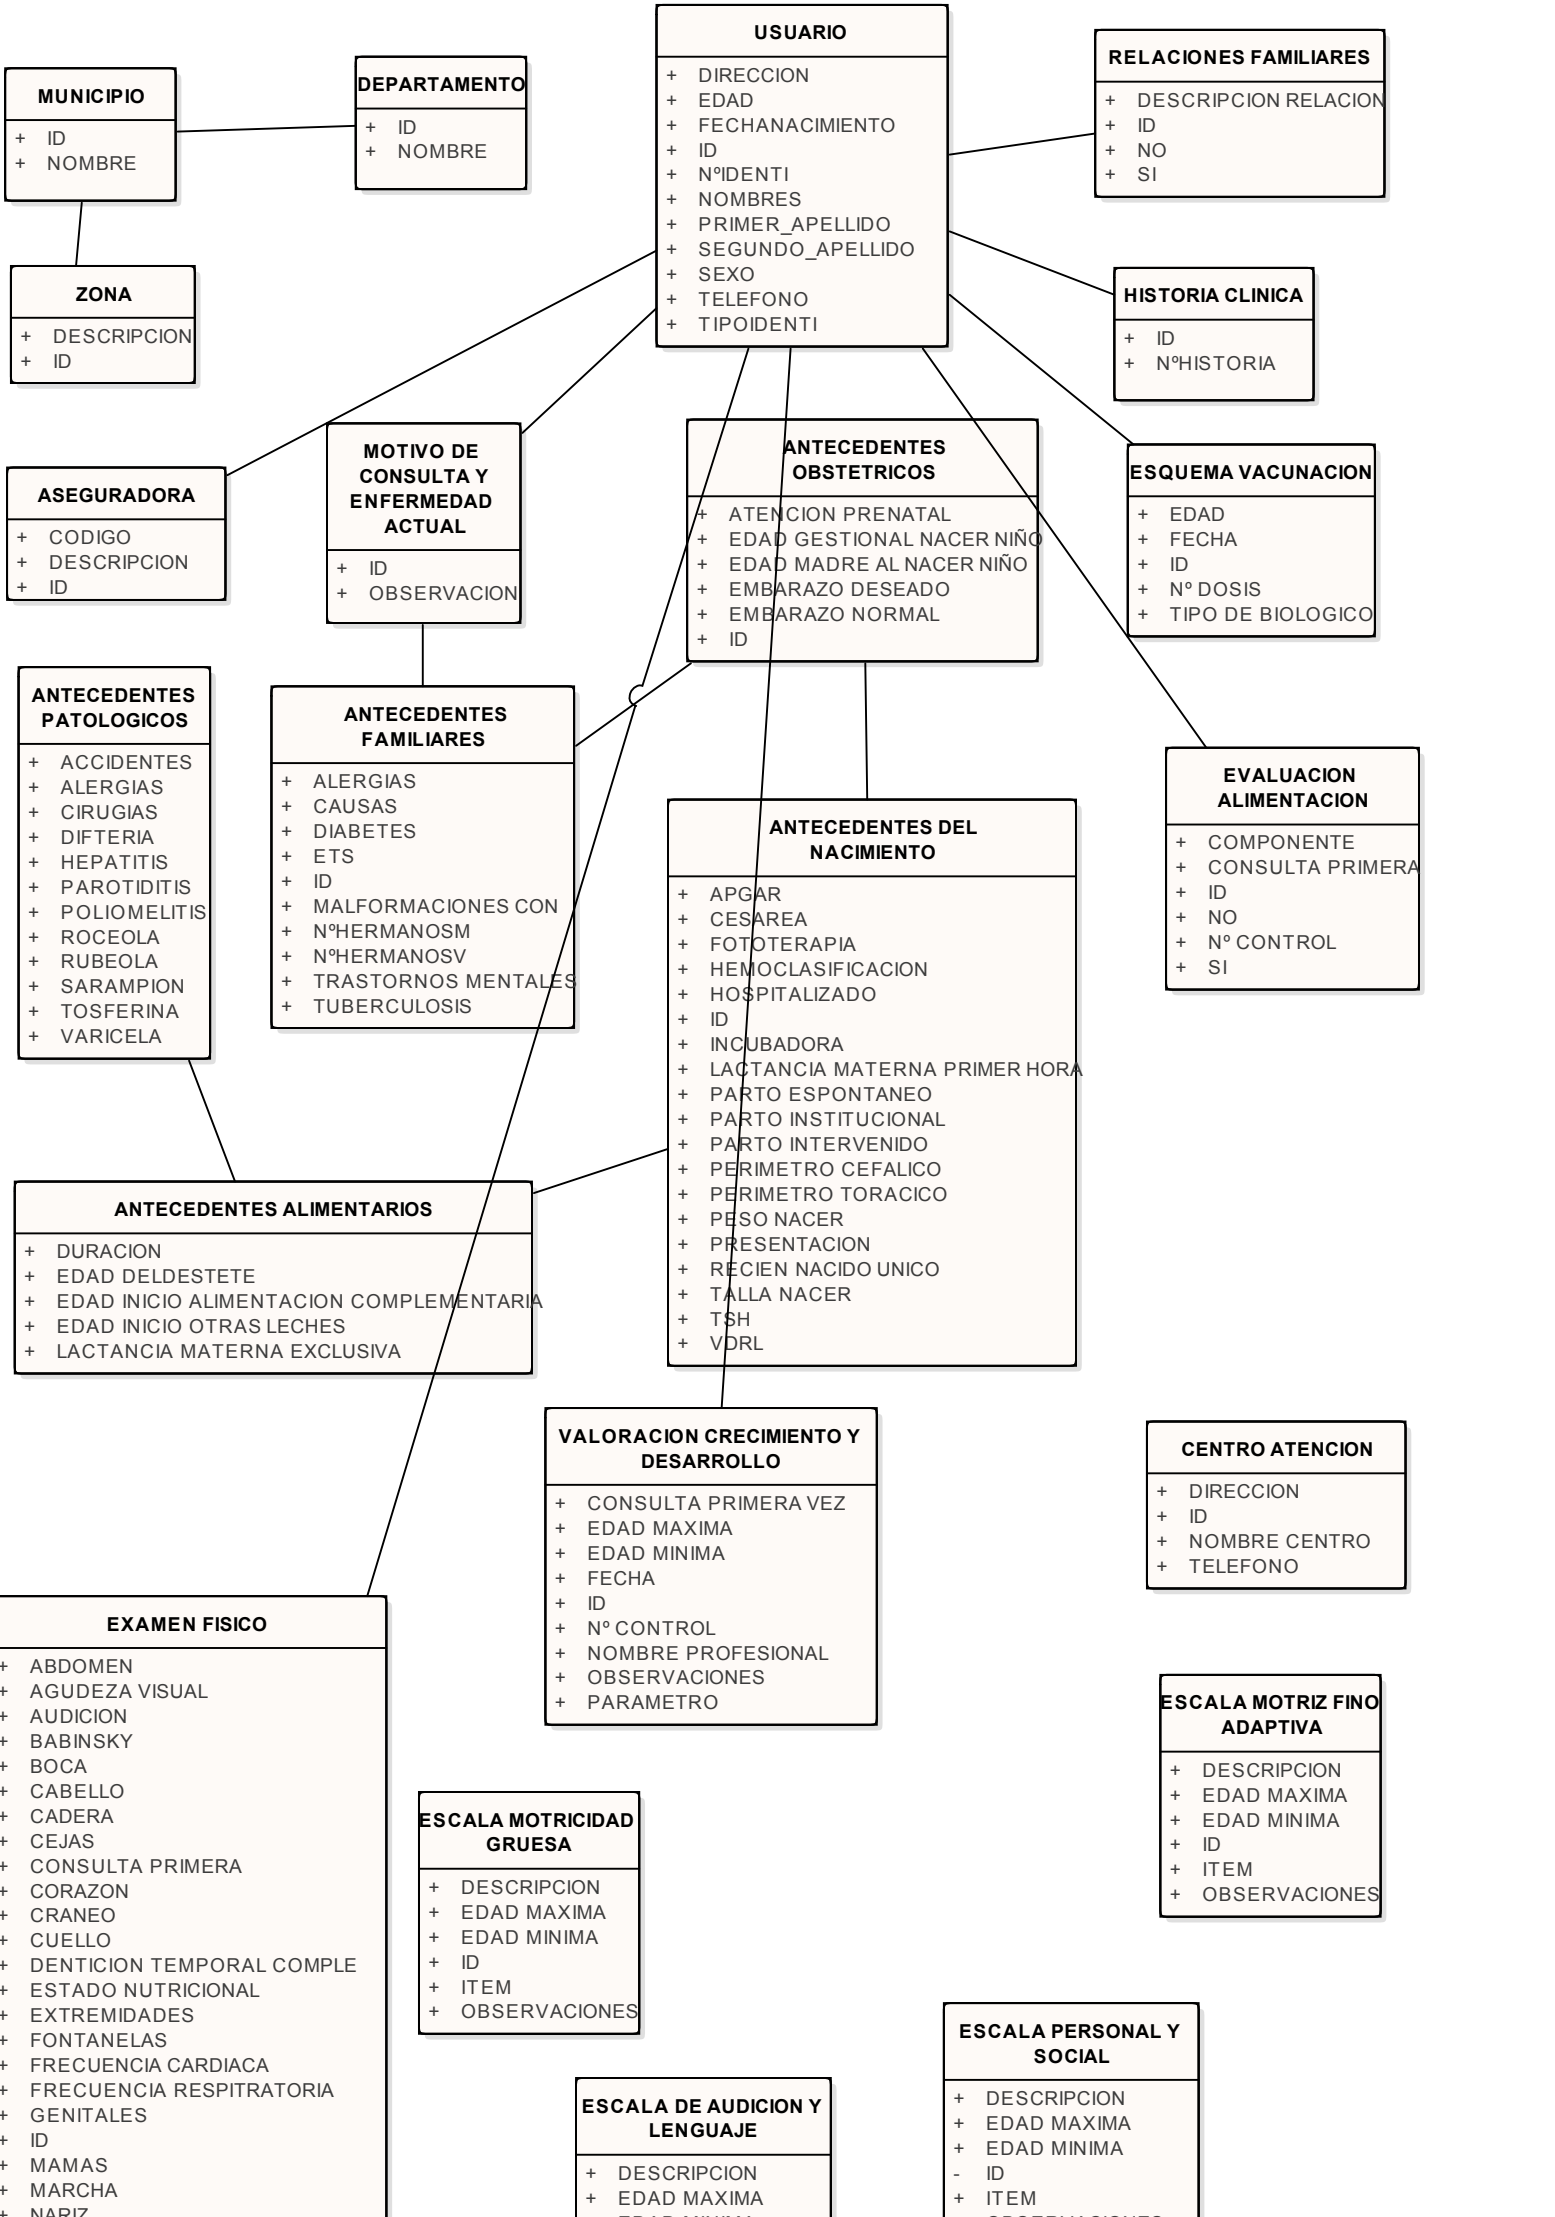 USUARIO
+ DIRECCION
+ EDAD
+ FECHANACIMIENTO
+ ID
+ NºIDENTI
+ NOMBRES
+ PRIMER_APELLIDO
+ SEGUNDO_APELLIDO
+ SEXO
+ TELEFONO
+ TIPOIDENTI
RELACIONES FAMILIARES
+ DESCRIPCION RELACION
+ ID
+ NO
+ SI
DEPARTAMENTO
+ ID
+ NOMBRE
MUNICIPIO
+ ID
+ NOMBRE
ZONA
+ DESCRIPCION
+ ID
HISTORIA CLINICA
+ ID
+ NºHISTORIA
ASEGURADORA
+ CODIGO
+ DESCRIPCION
+ ID
MOTIVO DE
CONSULTA Y
ENFERMEDAD
ACTUAL
+ ID
+ OBSERVACION
ANTECEDENTES
OBSTETRICOS
+ ATENCION PRENATAL
+ EDAD GESTIONAL NACER NIÑO
+ EDAD MADRE AL NACER NIÑO
+ EMBARAZO DESEADO
+ EMBARAZO NORMAL
+ ID
ESQUEMA VACUNACION
+ EDAD
+ FECHA
+ ID
+ Nº DOSIS
+ TIPO DE BIOLOGICO
ANTECEDENTES
PATOLOGICOS
+ ACCIDENTES
+ ALERGIAS
+ CIRUGIAS
+ DIFTERIA
+ HEPATITIS
+ PAROTIDITIS
+ POLIOMELITIS
+ ROCEOLA
+ RUBEOLA
+ SARAMPION
+ TOSFERINA
+ VARICELA
ANTECEDENTES
FAMILIARES
+ ALERGIAS
+ CAUSAS
+ DIABETES
+ ETS
+ ID
+ MALFORMACIONES CON
+ NºHERMANOSM
+ NºHERMANOSV
+ TRASTORNOS MENTALES
+ TUBERCULOSIS
EVALUACION
ALIMENTACION
+ COMPONENTE
+ CONSULTA PRIMERA
+ ID
+ NO
+ Nº CONTROL
+ SI
ANTECEDENTES DEL
NACIMIENTO
+ APGAR
+ CESAREA
+ FOTOTERAPIA
+ HEMOCLASIFICACION
+ HOSPITALIZADO
+ ID
+ INCUBADORA
+ LACTANCIA MATERNA PRIMER HORA
+ PARTO ESPONTANEO
+ PARTO INSTITUCIONAL
+ PARTO INTERVENIDO
+ PERIMETRO CEFALICO
+ PERIMETRO TORACICO
+ PESO NACER
+ PRESENTACION
+ RECIEN NACIDO UNICO
+ TALLA NACER
+ TSH
+ VDRL
ANTECEDENTES ALIMENTARIOS
+ DURACION
+ EDAD DELDESTETE
+ EDAD INICIO ALIMENTACION COMPLEMENTARIA
+ EDAD INICIO OTRAS LECHES
+ LACTANCIA MATERNA EXCLUSIVA
VALORACION CRECIMIENTO Y
DESARROLLO
+ CONSULTA PRIMERA VEZ
+ EDAD MAXIMA
+ EDAD MINIMA
+ FECHA
+ ID
+ Nº CONTROL
+ NOMBRE PROFESIONAL
+ OBSERVACIONES
+ PARAMETRO
CENTRO ATENCION
+ DIRECCION
+ ID
+ NOMBRE CENTRO
+ TELEFONO
EXAMEN FISICO
+ ABDOMEN
+ AGUDEZA VISUAL
+ AUDICION
+ BABINSKY
+ BOCA
+ CABELLO
+ CADERA
+ CEJAS
+ CONSULTA PRIMERA
+ CORAZON
+ CRANEO
+ CUELLO
+ DENTICION TEMPORAL COMPLE
+ ESTADO NUTRICIONAL
+ EXTREMIDADES
+ FONTANELAS
+ FRECUENCIA CARDIACA
+ FRECUENCIA RESPITRATORIA
+ GENITALES
+ ID
+ MAMAS
+ MARCHA
+ NARIZ
ESCALA MOTRIZ FINO
ADAPTIVA
+ DESCRIPCION
+ EDAD MAXIMA
+ EDAD MINIMA
+ ID
+ ITEM
+ OBSERVACIONES
ESCALA MOTRICIDAD
GRUESA
+ DESCRIPCION
+ EDAD MAXIMA
+ EDAD MINIMA
+ ID
+ ITEM
+ OBSERVACIONES
ESCALA PERSONAL Y
SOCIAL
+ DESCRIPCION
+ EDAD MAXIMA
+ EDAD MINIMA
- ID
+ ITEM
ESCALA DE AUDICION Y
LENGUAJE
+ DESCRIPCION
+ EDAD MAXIMA